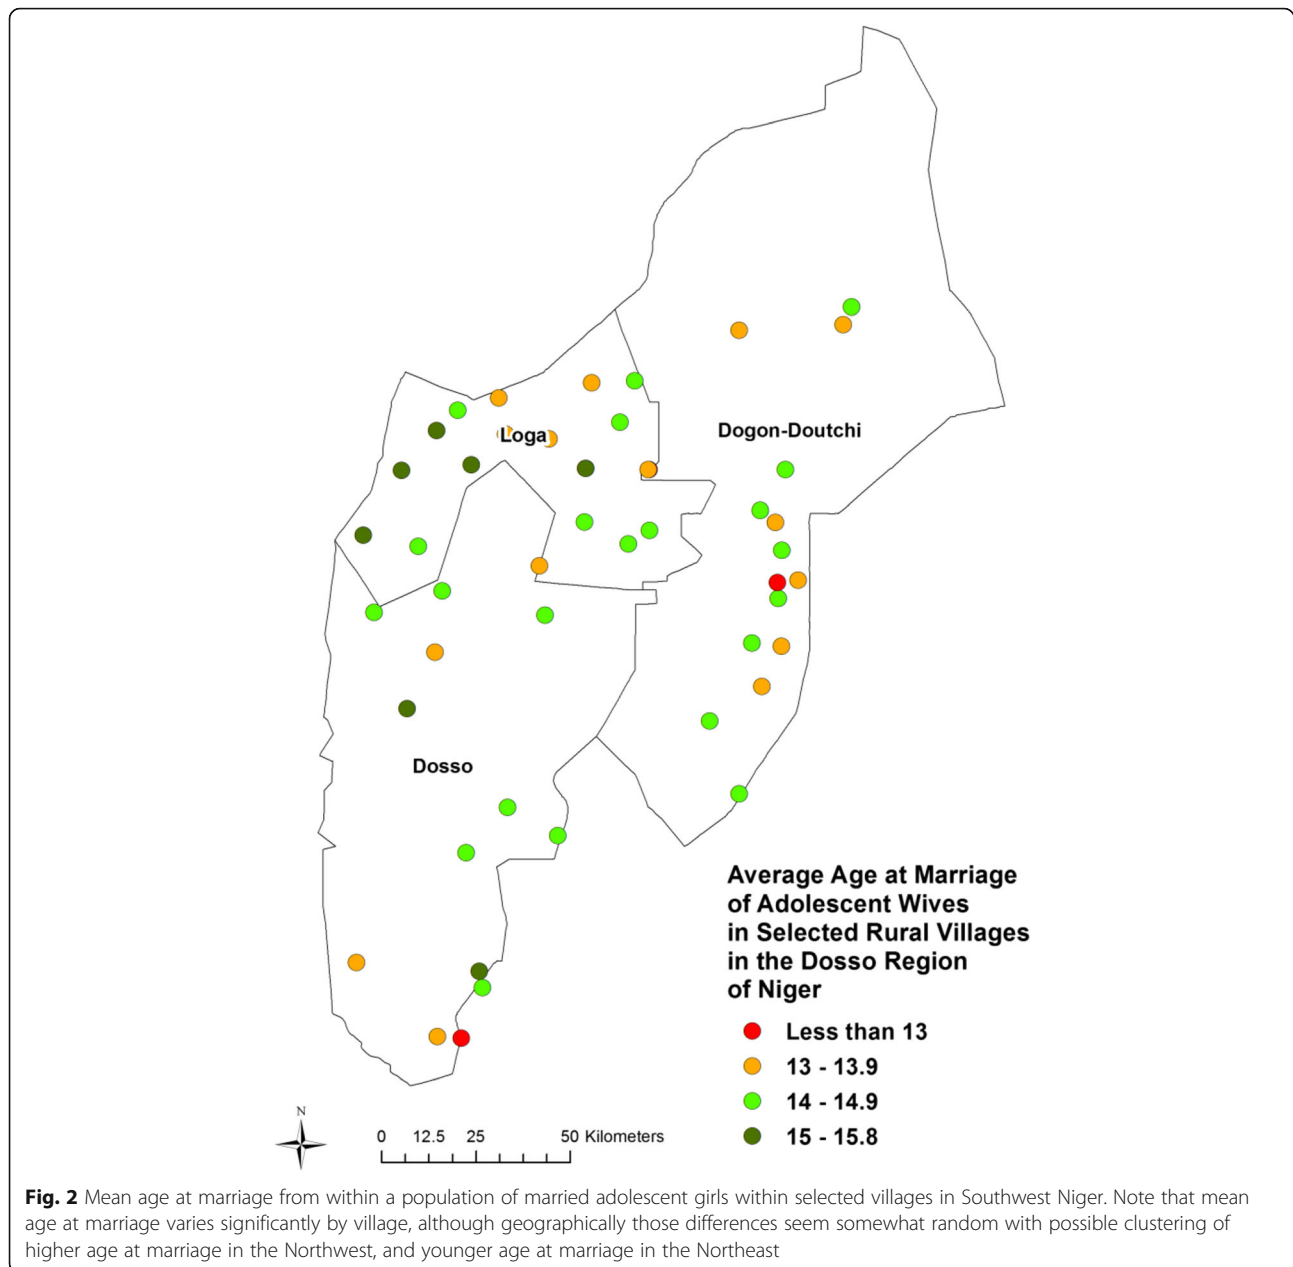 Loga
Dogon-Doutchi
Dosso
Average Age at Marriage
of Adolescent Wives
in Selected Rural Villages
in the Dosso Region
of Niger
Less than 13
13 - 13.9
14 - 14.9
15 - 15.8
N
0 12.5 25 50 Kilometers
Fig. 2 Mean age at marriage from within a population of married adolescent girls within selected villages in Southwest Niger. Note that mean
age at marriage varies significantly by village, although geographically those differences seem somewhat random with possible clustering of
higher age at marriage in the Northwest, and younger age at marriage in the Northeast